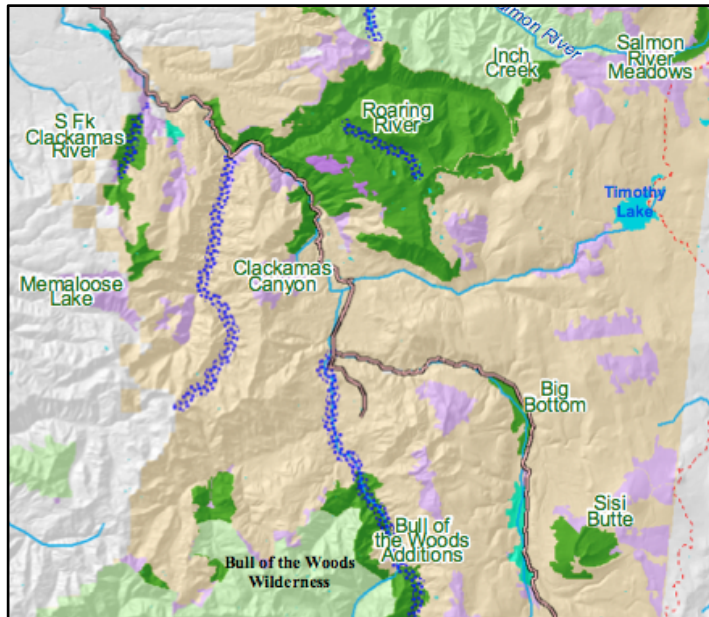 Salmon River
Salmon
River
Meadows
Inch
Creek
Roaring
River
S Fk
Clackamas
River
Timothy
Lake
Clackamas
Canyon
Memaloose
Lake
Big
Bottom
Sisi
Butte
Bull of
the Woods
Additions
Bull of the Woods
Wilderness